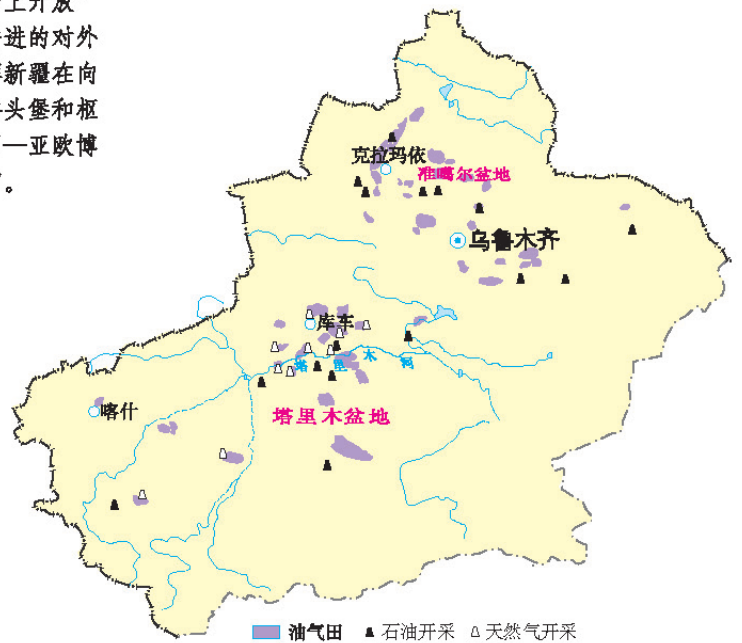 上开放
进的对外
新疆在向
头堡和枢
—亚欧博
。
克拉玛依
准噶尔盆地
乌鲁木齐
库车
塔里木河
喀什
塔里木盆地
油气田 石油开采 天然气开采